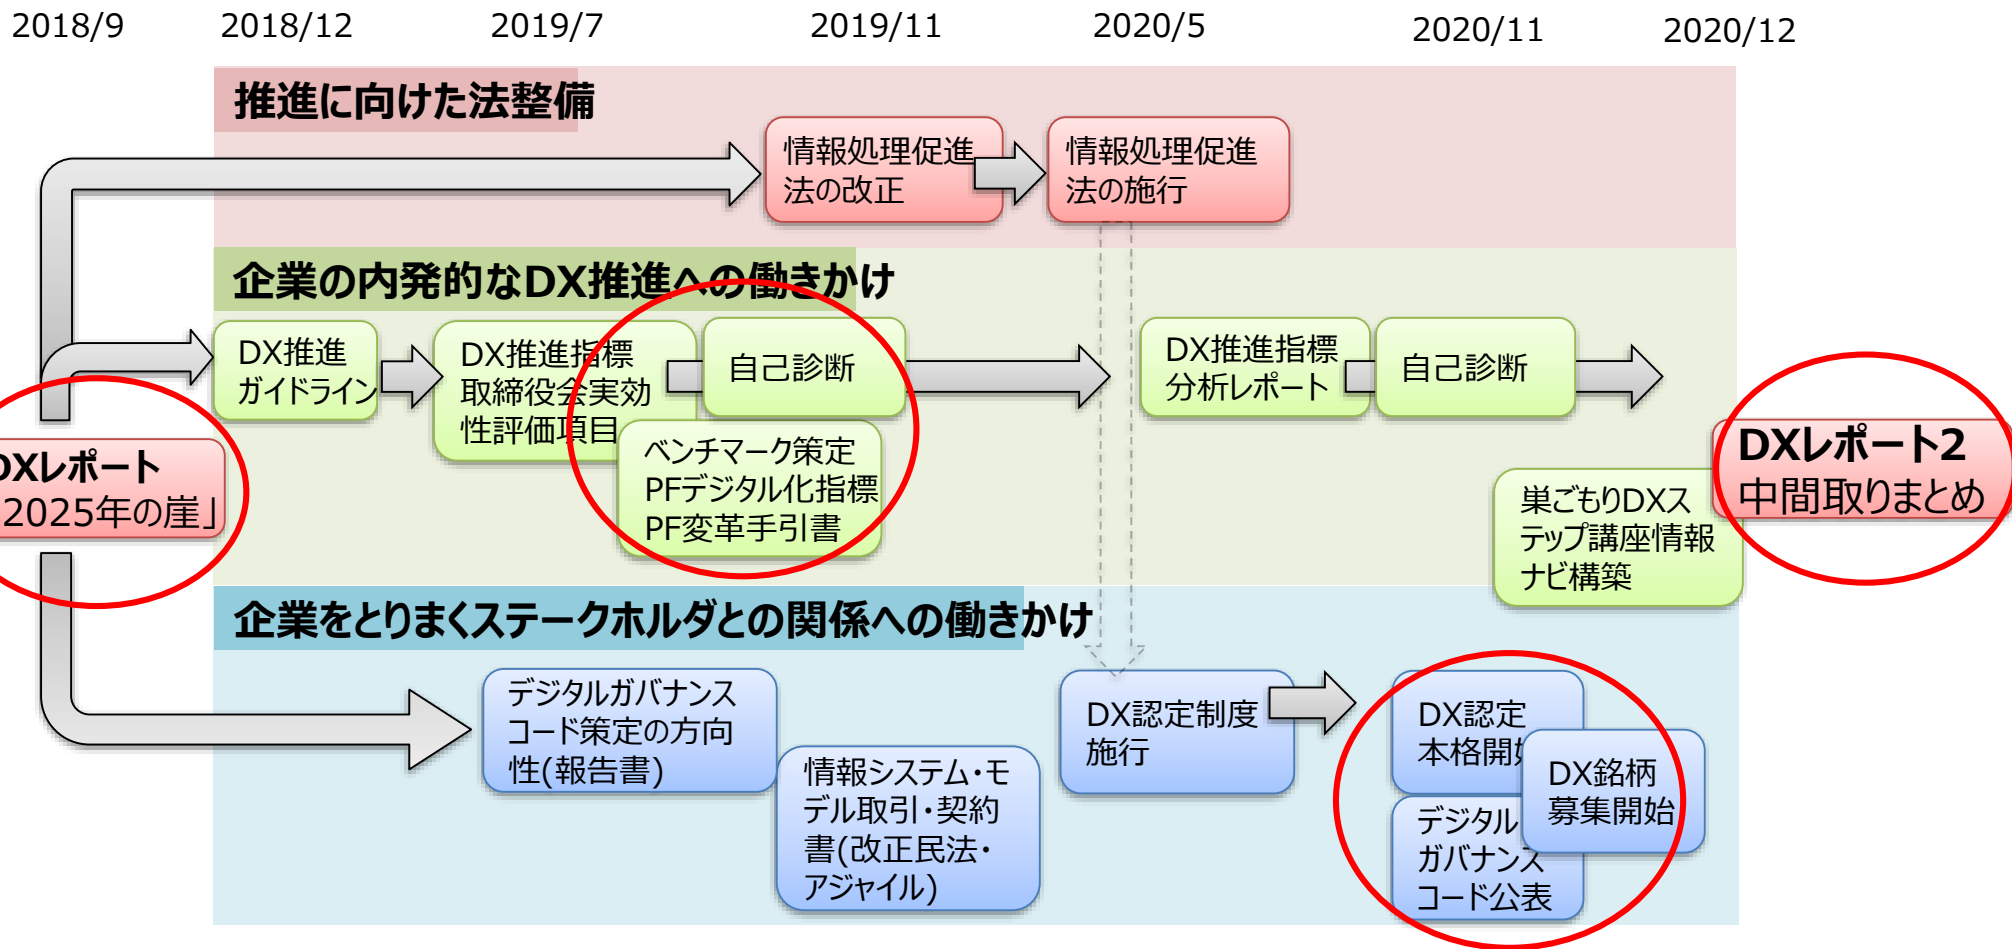 2018/9
2018/12
2019/7
2019/11
2020/5
2020/11
2020/12
推進に向けた法整備
情報処理促進
法の改正
情報処理促進
法の施行
企業の内発的なDX推進への働きかけ
DX推進
ガイドライン
DX推進指標
取締役会実効
性評価項目
自己診断
ベンチマーク策定
PFデジタル化指標
PF変革手引書
DX推進指標
分析レポート
自己診断
巣ごもりDXス
テップ講座情報
ナビ構築
DXレポート
2025年の崖」
DXレポート2
中間取りまとめ
企業をとりまくステークホルダとの関係への働きかけ
デジタルガバナンス
コード策定の方向
性(報告書)
情報システム・モ
デル取引・契約
書(改正民法・
アジャイル)
DX認定制度
施行
DX認定
本格開始
DX銘柄
募集開始
デジタル
ガバナンス
コード公表